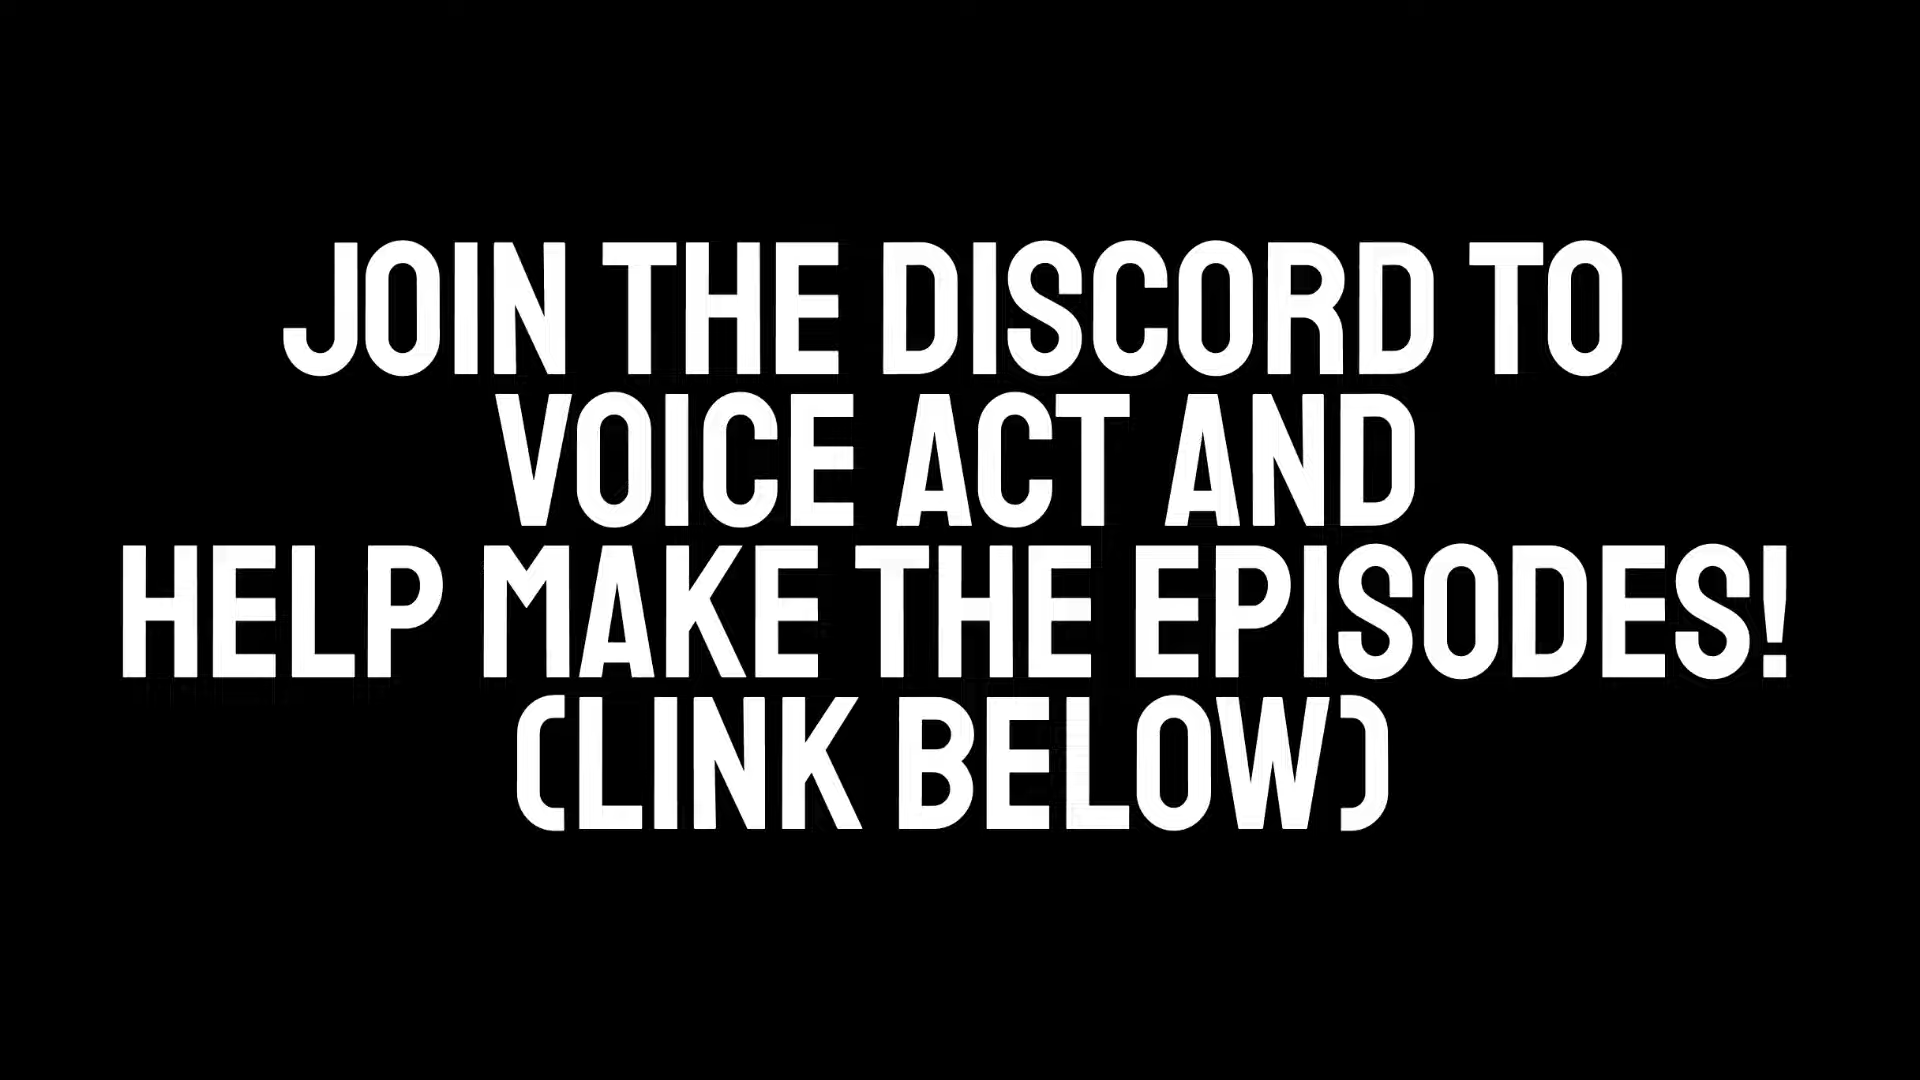 JOIN THE DISCORD TO
VOICE ACT AND
HELP MAKE THE EPISODES!
(LINK BELOW)